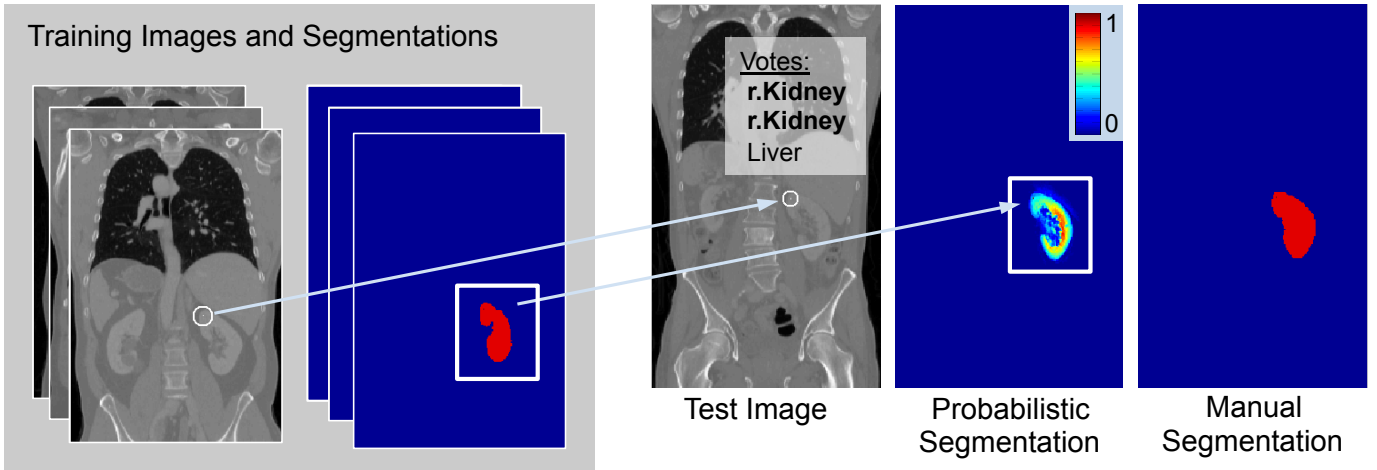 Training Images and Segmentations
Votes:
r.Kidney
r.Kidney
Liver
1
0
Test Image
Probabilistic
Segmentation
Manual
Segmentation